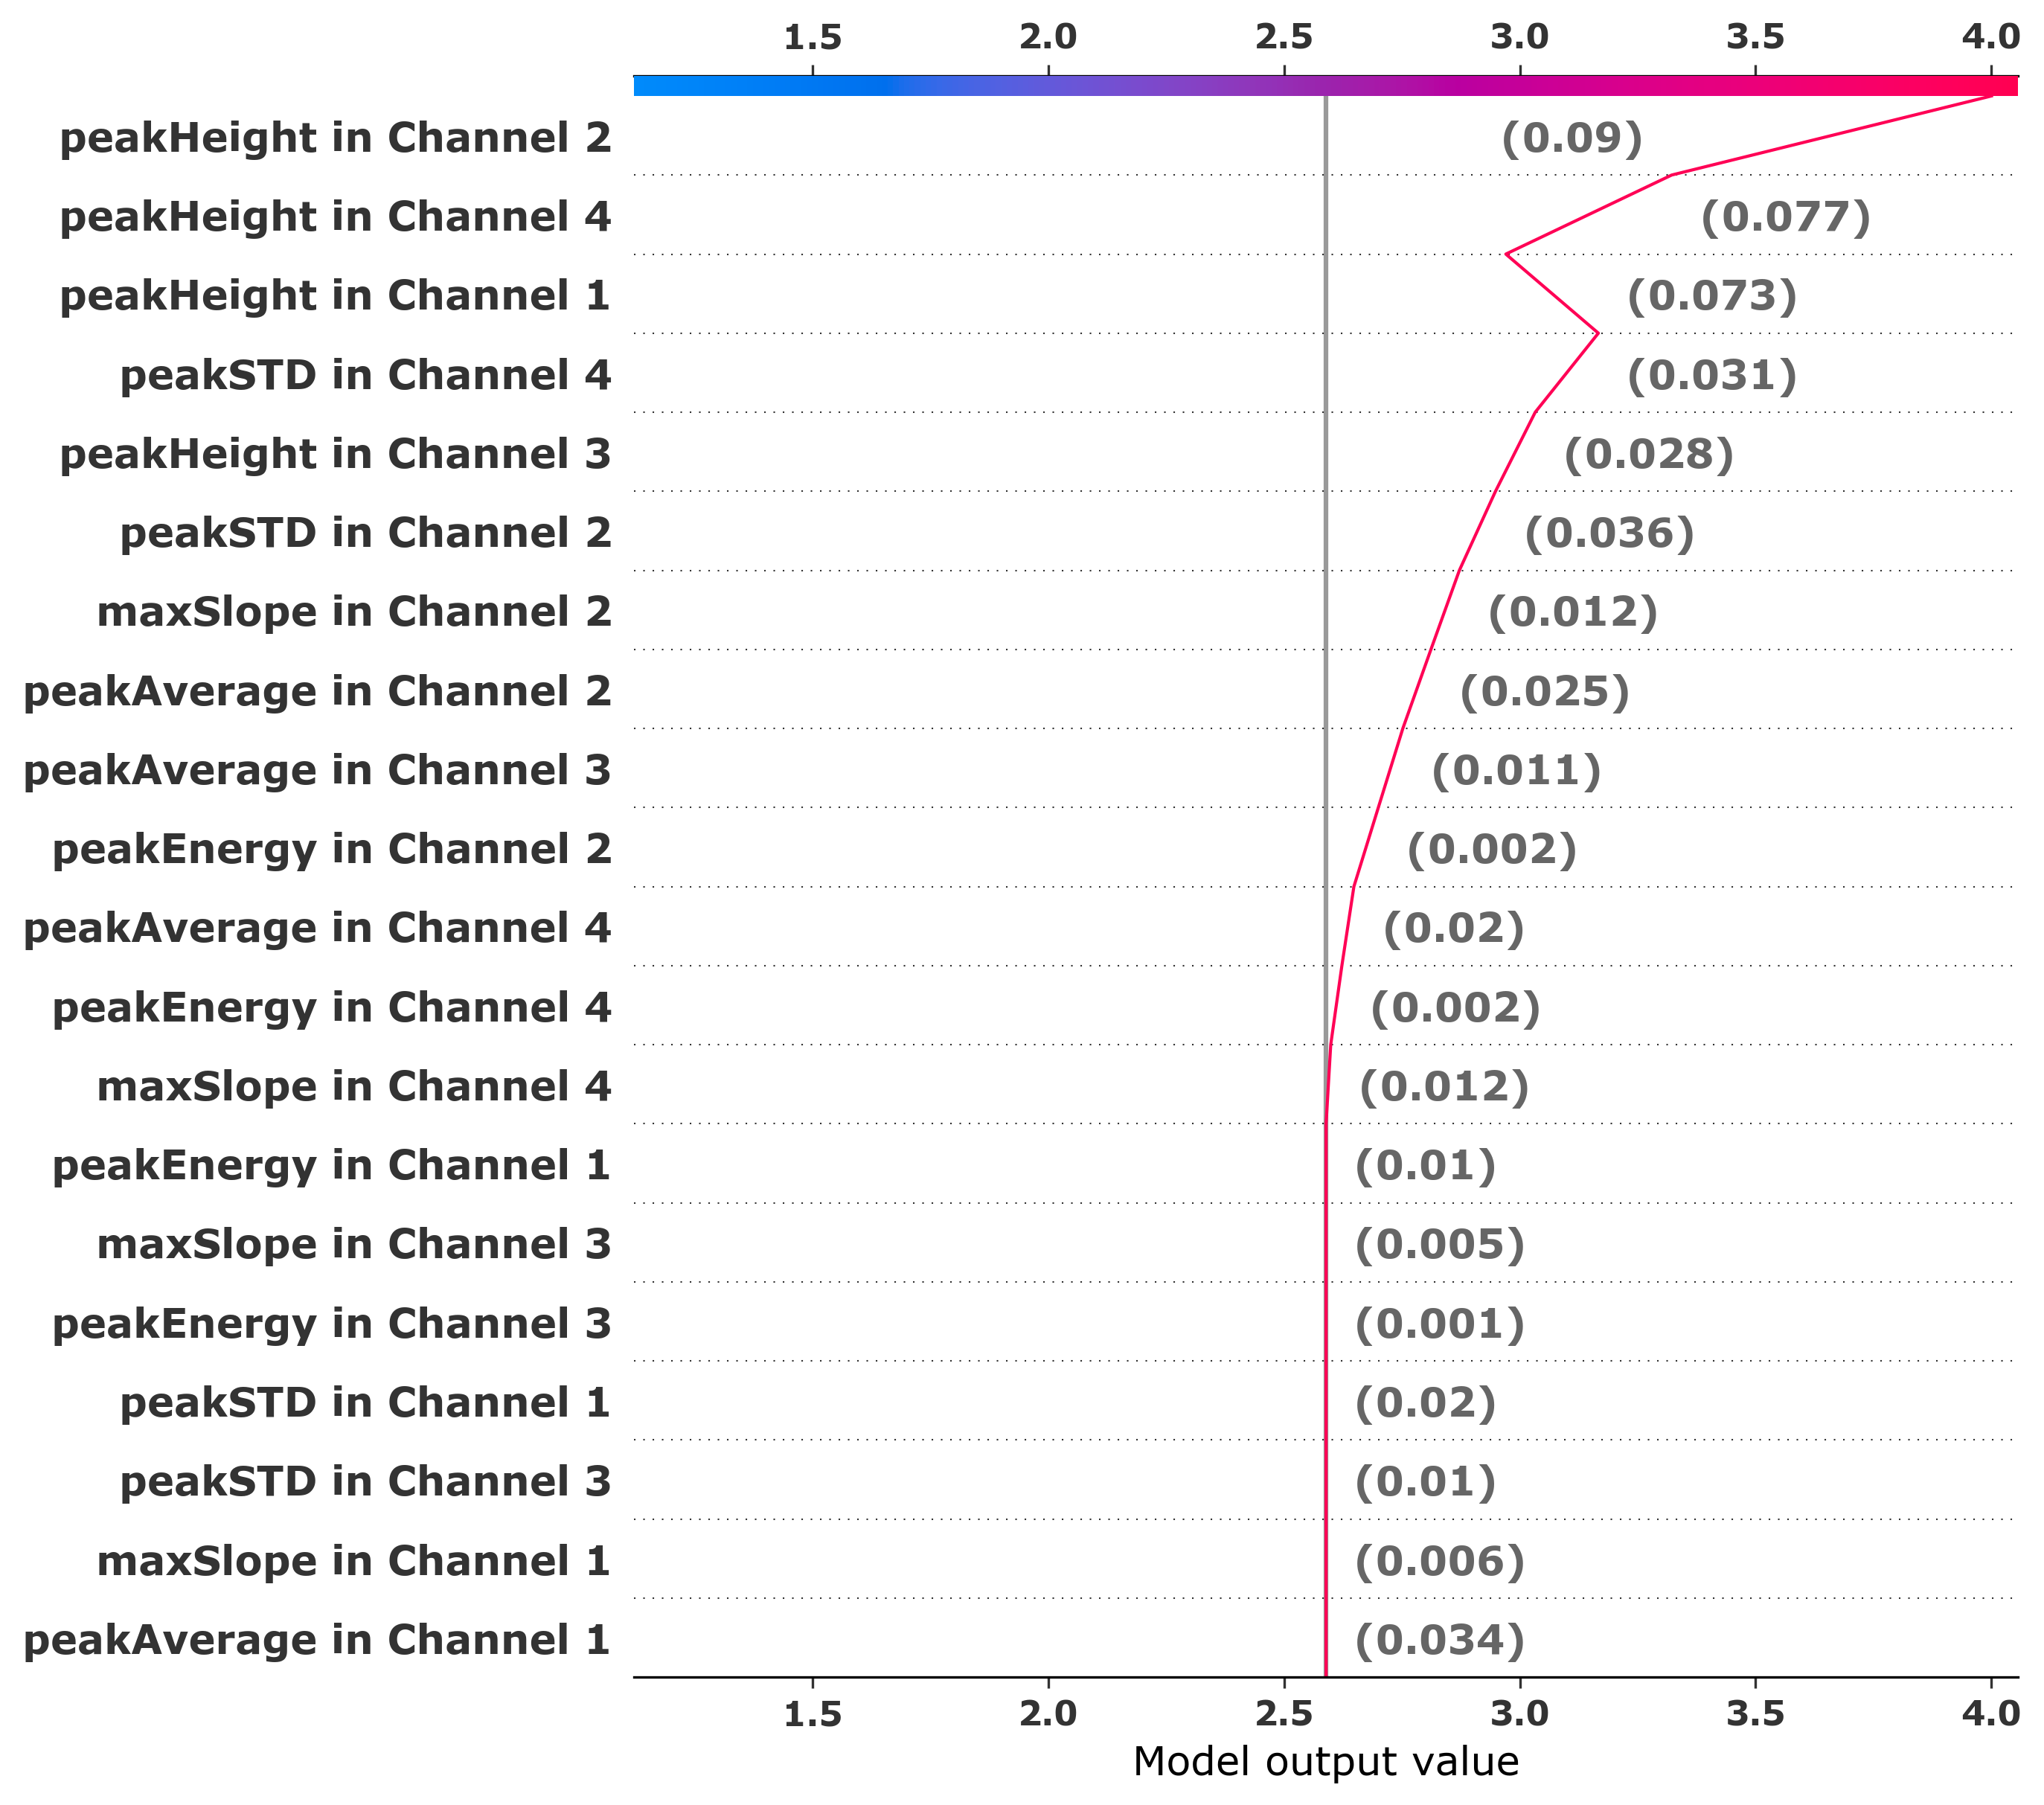 1.5 2.0 2.5 3.0 3.5 4.0
peakHeight in Channel 2 (0.09)
peakHeight in Channel 4 (0.077)
peakHeight in Channel 1 (0.073)
peakSTD in Channel 4 (0.031)
peakHeight in Channel 3 (0.028)
peakSTD in Channel 2 (0.036)
maxSlope in Channel 2 (0.012)
peakAverage in Channel 2 (0.025)
peakAverage in Channel 3 (0.011)
peakEnergy in Channel 2 (0.002)
peakAverage in Channel 4 (0.02)
peakEnergy in Channel 4 (0.002)
maxSlope in Channel 4 (0.012)
peakEnergy in Channel 1 (0.01)
maxSlope in Channel 3 (0.005)
peakEnergy in Channel 3 (0.001)
peakSTD in Channel 1 (0.02)
peakSTD in Channel 3 (0.01)
maxSlope in Channel 1 (0.006)
peakAverage in Channel 1 (0.034)
1.5 2.0 2.5 3.0 3.5 4.0
Model output value